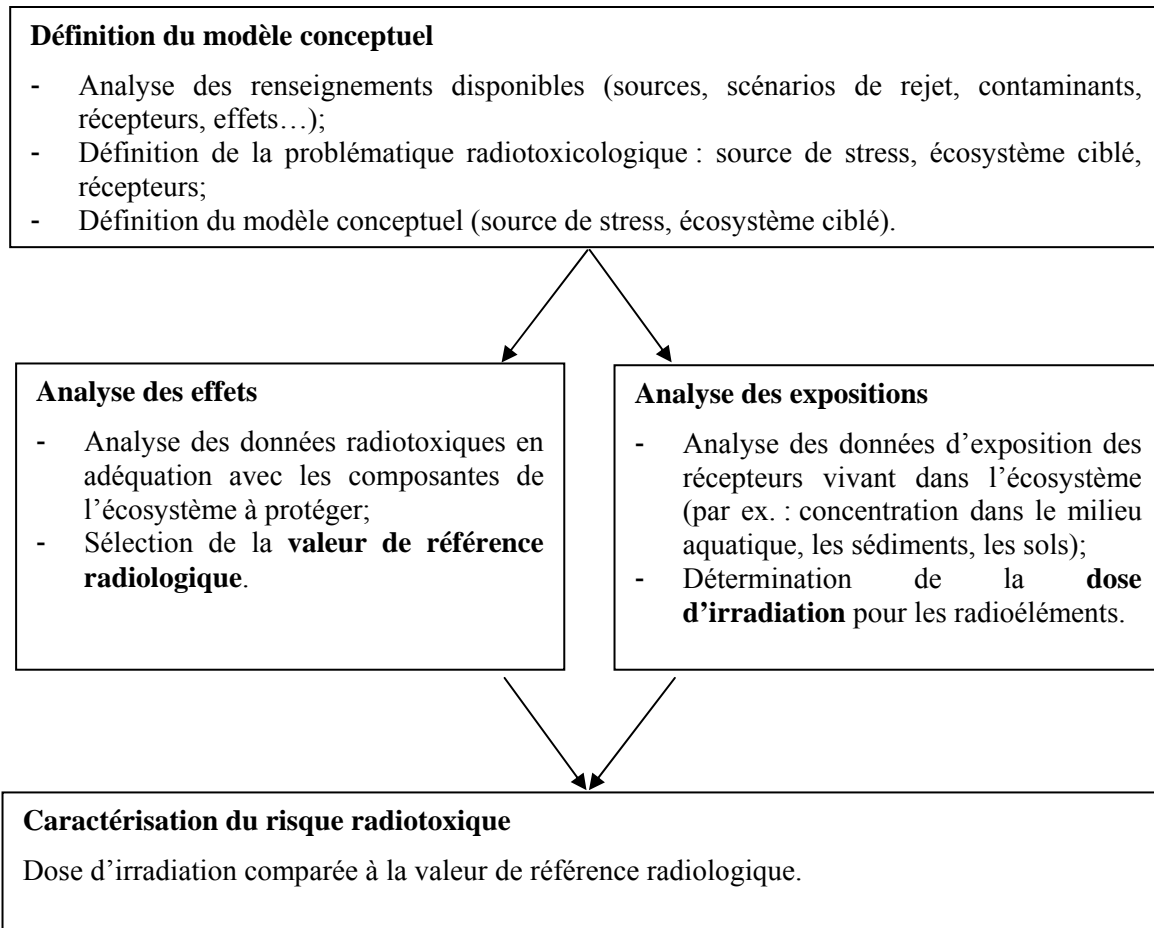 Définition du modèle conceptuel
- Analyse des renseignements disponibles (sources, scénarios de rejet, contaminants,
récepteurs, effets…);
- Définition de la problématique radiotoxicologique : source de stress, écosystème ciblé,
récepteurs;
- Définition du modèle conceptuel (source de stress, écosystème ciblé).
Analyse des effets
- Analyse des données radiotoxiques en
adéquation avec les composantes de
l’écosystème à protéger;
- Sélection de la valeur de référence
radiologique.
Analyse des expositions
- Analyse des données d’exposition des
récepteurs vivant dans l’écosystème
(par ex. : concentration dans le milieu
aquatique, les sédiments, les sols);
- Détermination de la dose
d’irradiation pour les radioéléments.
Caractérisation du risque radiotoxique
Dose d’irradiation comparée à la valeur de référence radiologique.